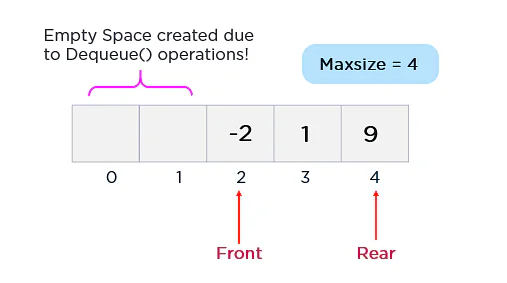 Empty Space created due
to Dequeue() operations!
Maxsize = 4
-2 1 9
0 1 2 3 4
Front Rear